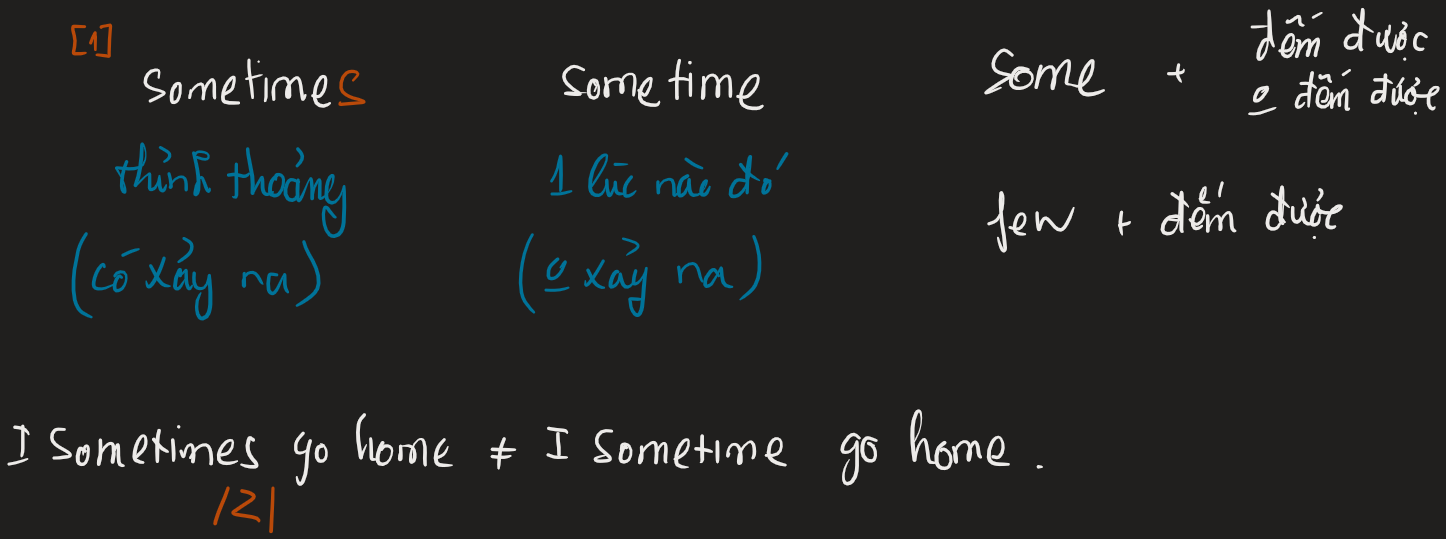 [1]
Sometimes
thỉnh thoảng
(có xảy ra)
Sometime
1 lúc nào đó
(o xảy ra)
Some + đếm được
o đếm được
few + đếm được
I Sometimes go home ≠ I Sometime go home.
/z/